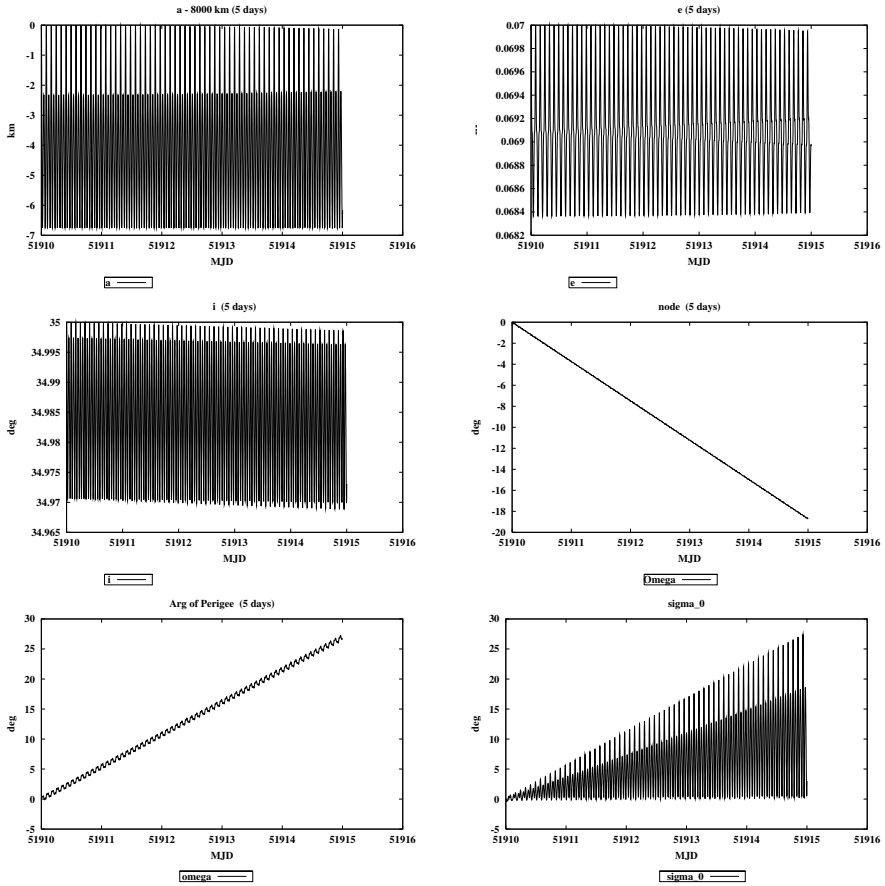 a - 8000 km (5 days)
0
-1
-2
-3
-4
-5
-6
-7
km
51910 51911 51912 51913 51914 51915 51916
MJD
a
e (5 days)
0.07
0.0698
0.0696
0.0694
0.0692
0.069
0.0688
0.0686
0.0684
0.0682
---
51910 51911 51912 51913 51914 51915 51916
MJD
e
i (5 days)
35
34.995
34.99
34.985
34.98
34.975
34.97
34.965
deg
51910 51911 51912 51913 51914 51915 51916
MJD
i
node (5 days)
0
-2
-4
-6
-8
-10
-12
-14
-16
-18
-20
deg
51910 51911 51912 51913 51914 51915 51916
MJD
Omega
Arg of Perigee (5 days)
30
25
20
15
10
5
0
-5
deg
51910 51911 51912 51913 51914 51915 51916
MJD
omega
sigma_0
30
25
20
15
10
5
0
-5
deg
51910 51911 51912 51913 51914 51915 51916
MJD
sigma_0